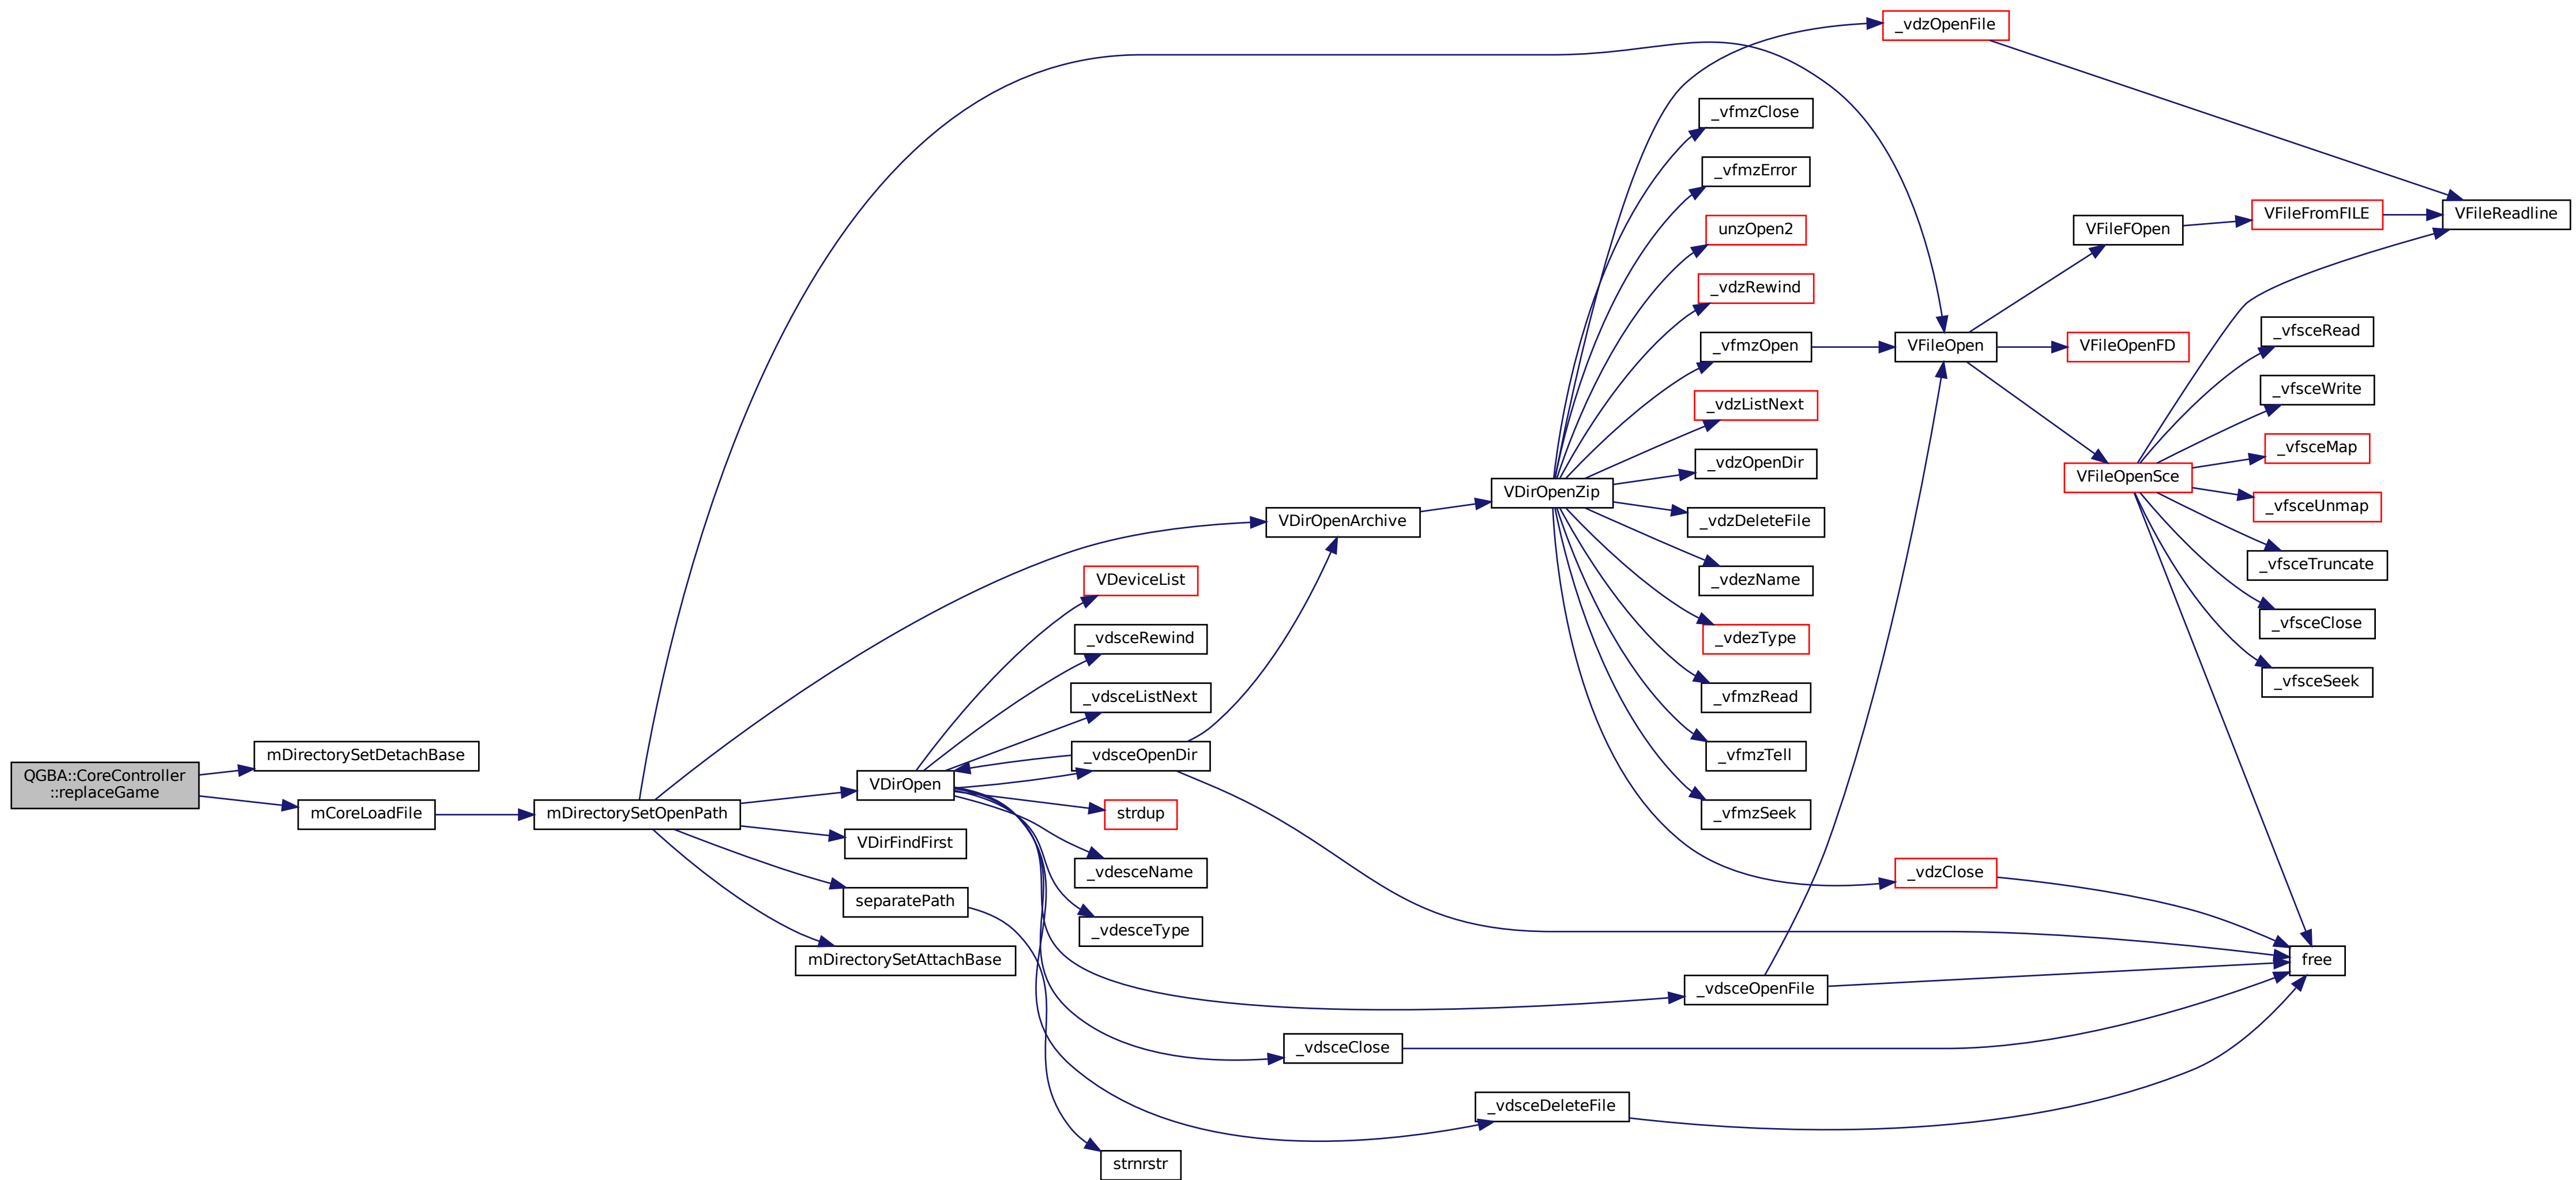 QGBA::CoreController
::replaceGame
mDirectorySetDetachBase
mCoreLoadFile
mDirectorySetOpenPath
VDirOpen
VDirFindFirst
separatePath
mDirectorySetAttachBase
VDeviceList
_vdsceRewind
_vdsceListNext
_vdsceOpenDir
strdup
_vdesceName
_vdesceType
strnrstr
VDirOpenArchive
_vdsceClose
VDirOpenZip
_vdsceDeleteFile
_vdzOpenFile
_vfmzClose
_vfmzError
unzOpen2
_vdzRewind
_vfmzOpen
_vdzListNext
_vdzOpenDir
_vdzDeleteFile
_vdezName
_vdezType
_vfmzRead
_vfmzTell
_vfmzSeek
_vdzClose
_vdsceOpenFile
VFileOpen
VFileFOpen
VFileOpenFD
VFileOpenSce
VFileFromFILE
VFileReadline
_vfsceRead
_vfsceWrite
_vfsceMap
_vfsceUnmap
_vfsceTruncate
_vfsceClose
_vfsceSeek
free